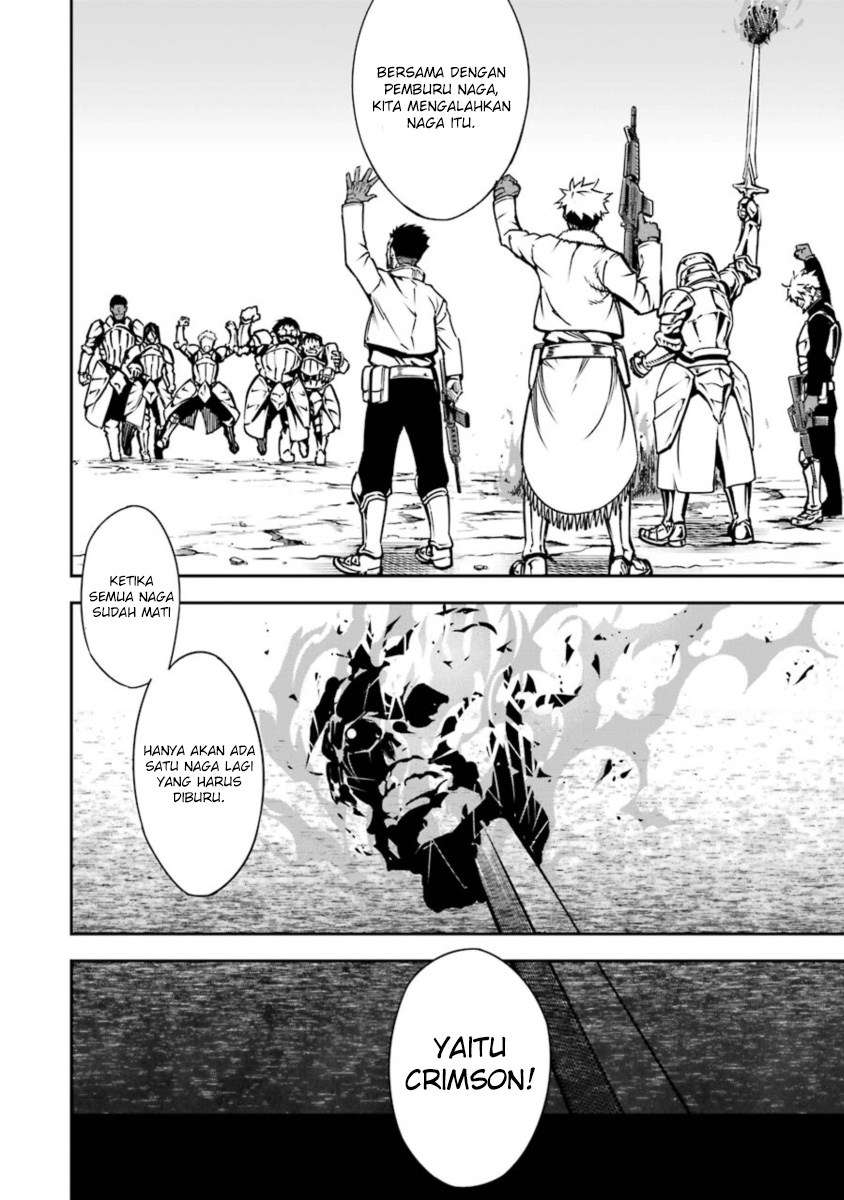 BERSAMA DENGAN
PEMBURU NAGA,
KITA MENGALAHKAN
NAGA ITU.
KETIKA
SEMUA NAGA
SUDAH MATI
HANYA AKAN ADA
SATU NAGA LAGI
YANG HARUS
DIBURU.
YAITU
CRIMSON!